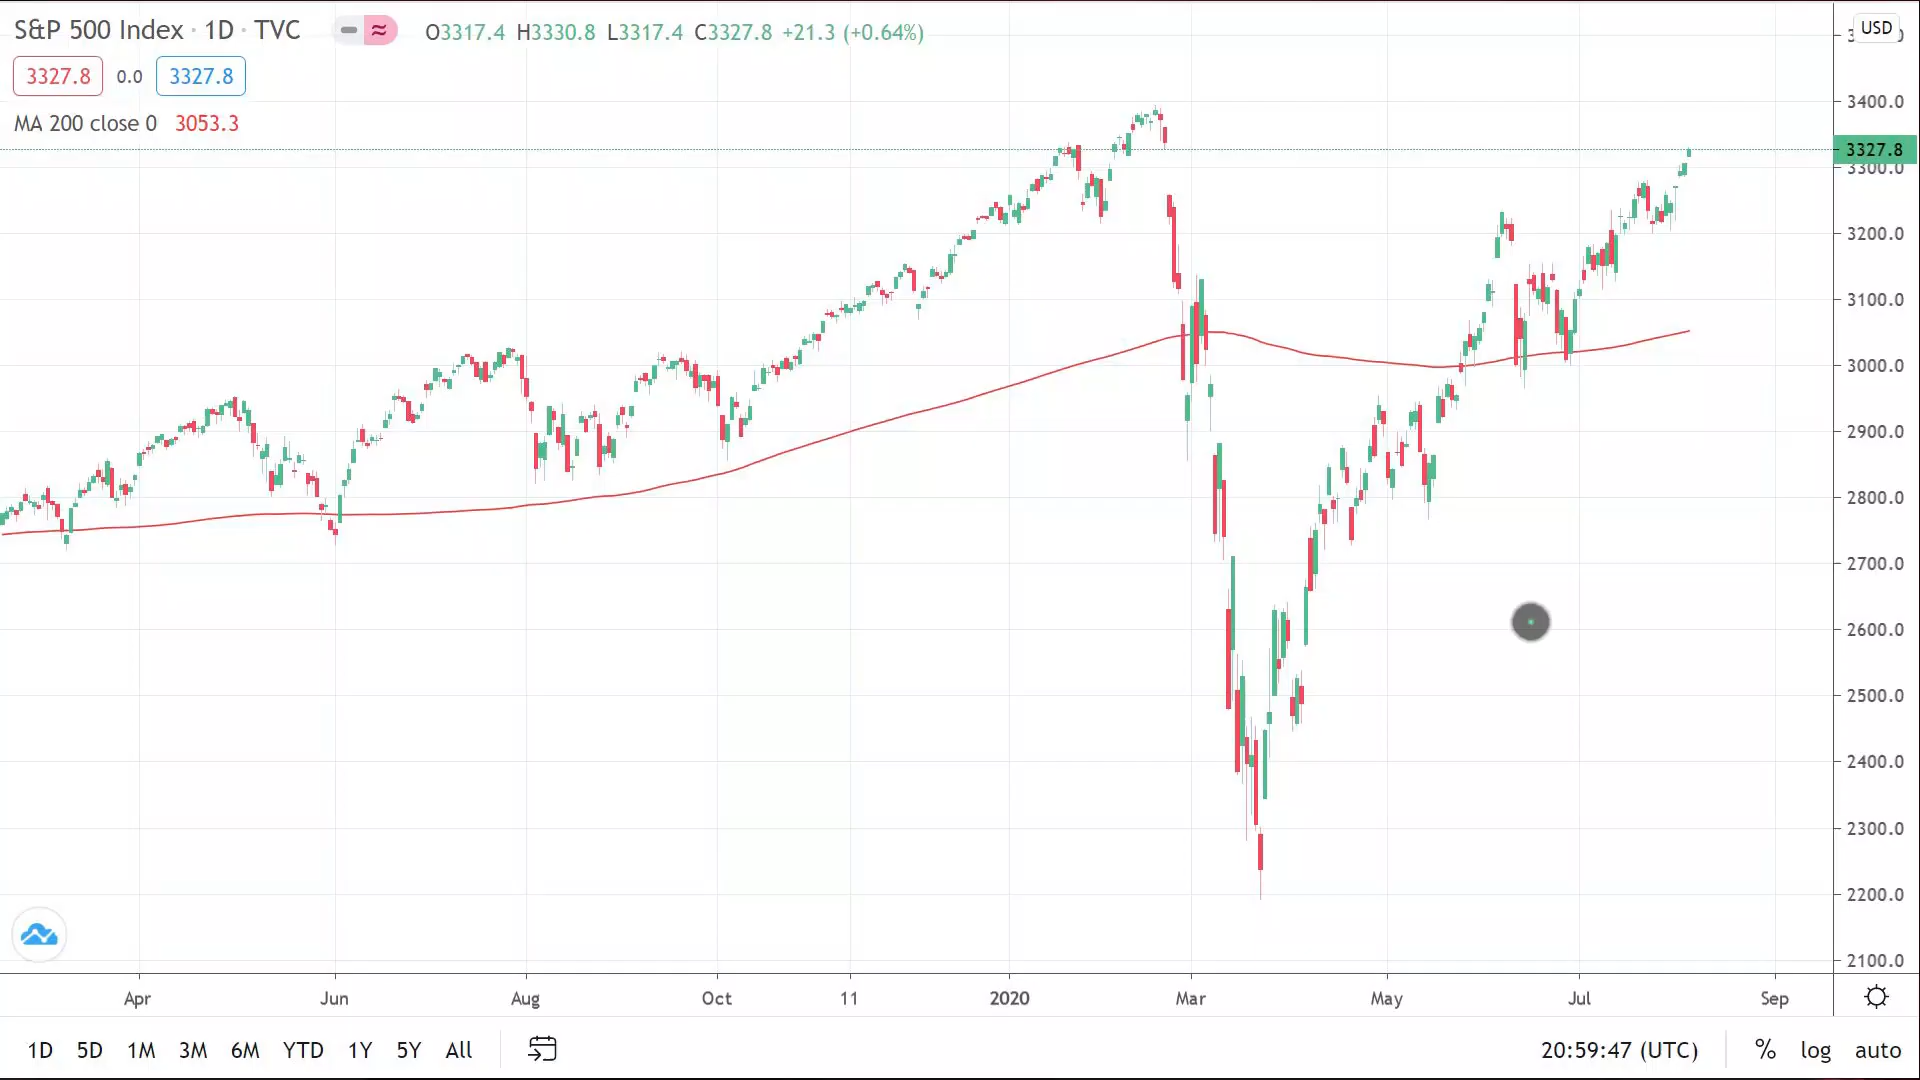 S&P 500 Index · 1D · TVC O3317.4 H3330.8 L3317.4 C3327.8 +21.3 (+0.64%)
USD
3327.8 0.0 3327.8
MA 200 close 0 3053.3
3400.0
3327.8
3300.0
3200.0
3100.0
3000.0
2900.0
2800.0
2700.0
2600.0
2500.0
2400.0
2300.0
2200.0
2100.0
Apr Jun Aug Oct 11 2020 Mar May Jul Sep
1D 5D 1M 3M 6M YTD 1Y 5Y All 20:59:47 (UTC) % log auto